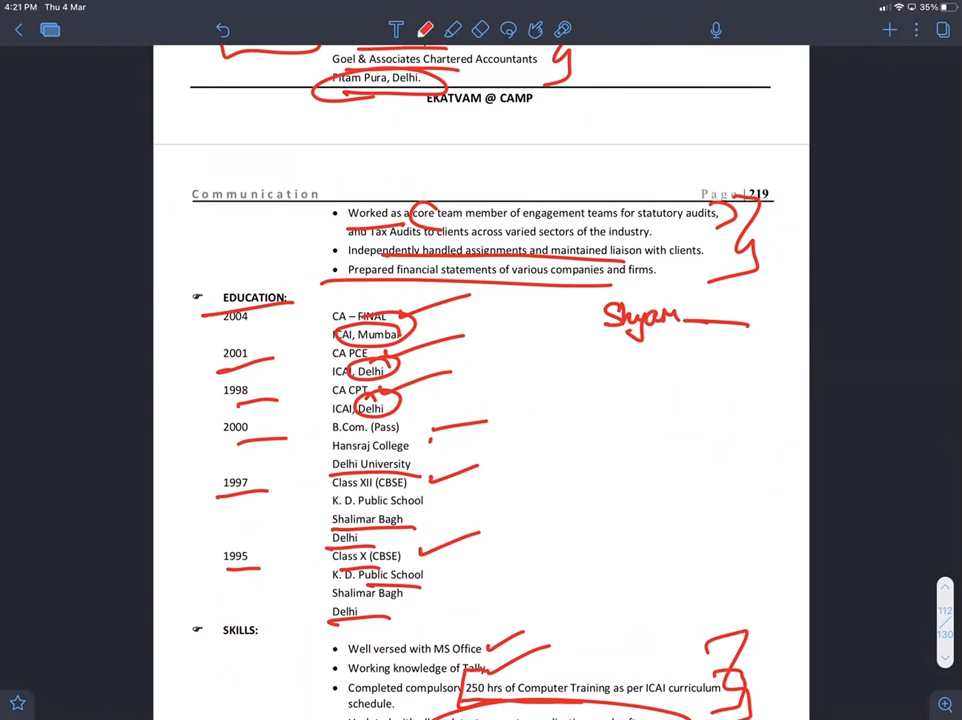 4:21 PM Thu 4 Mar
35%
T
Goel & Associates Chartered Accountants
Pitam Pura, Delhi.
EKATVAM @ CAMP
Communication Page|219
• Worked as a core team member of engagement teams for statutory audits,
and Tax Audits to clients across varied sectors of the industry.
• Independently handled assignments and maintained liaison with clients.
• Prepared financial statements of various companies and firms.
EDUCATION:
2004 CA – FINAL
Shyam
ICAI, Mumbai
2001 CA PCE
ICAI, Delhi
1998 CA CPT
ICAI, Delhi
2000 B.Com. (Pass)
Hansraj College
Delhi University
1997 Class XII (CBSE)
K. D. Public School
Shalimar Bagh
Delhi
1995 Class X (CBSE)
K. D. Public School
Shalimar Bagh
Delhi
112
130
SKILLS:
• Well versed with MS Office
• Working knowledge of Tally
• Completed compulsory 250 hrs of Computer Training as per ICAI curriculum
schedule.